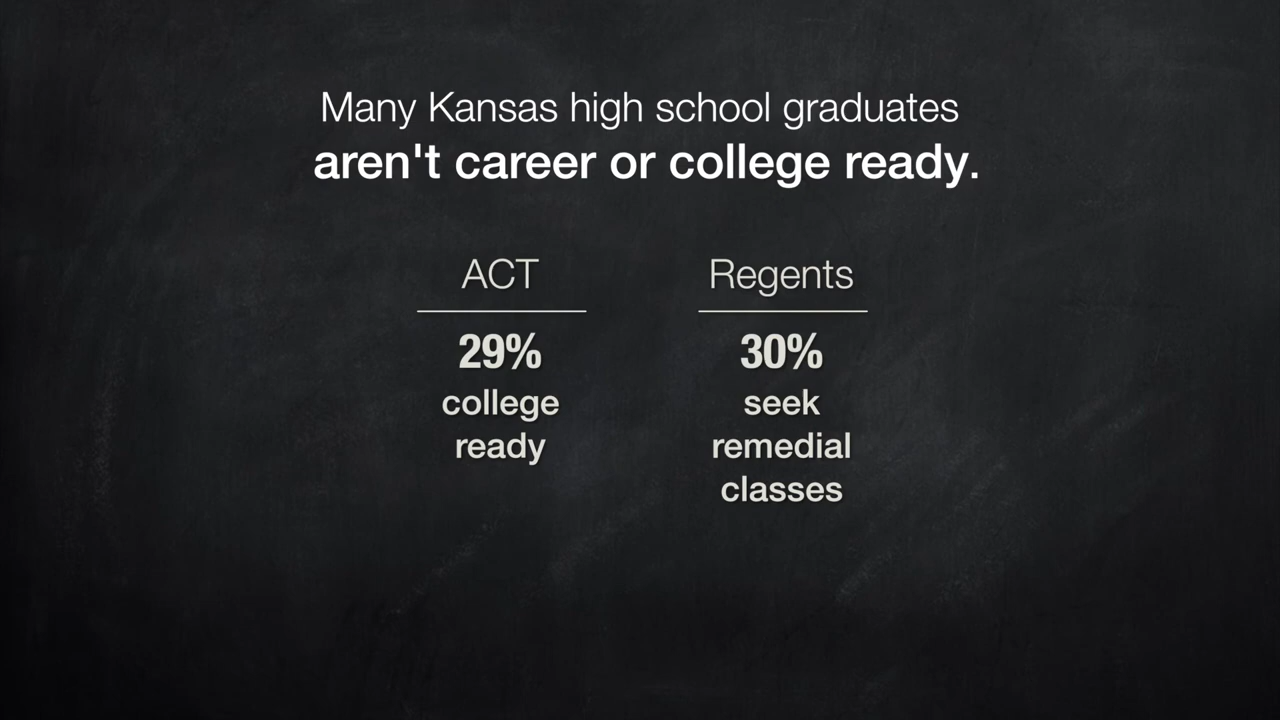 Many Kansas high school graduates
aren't career or college ready.
ACT
29%
college
ready
Regents
30%
seek
remedial
classes